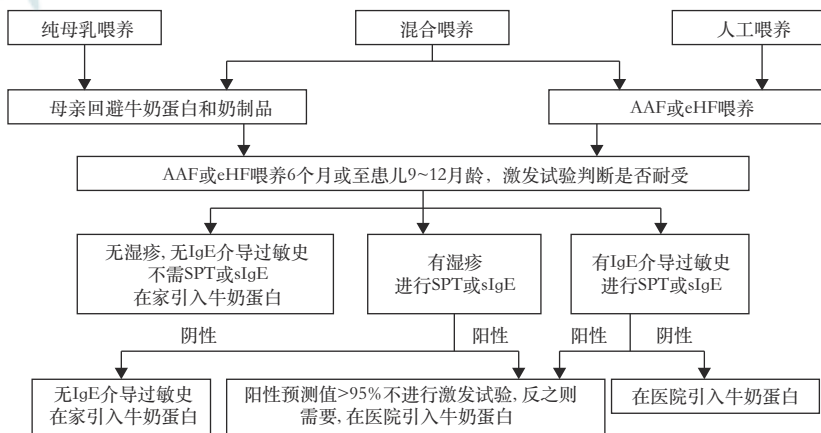 纯母乳喂养
混合喂养
人工喂养
母亲回避牛奶蛋白和奶制品
AAF或eHF喂养
AAF或eHF喂养6个月或至患儿9~12月龄，激发试验判断是否耐受
无湿疹, 无IgE介导过敏史
不需SPT或sIgE
在家引入牛奶蛋白
有湿疹
进行SPT或sIgE
有IgE介导过敏史
进行SPT或sIgE
阴性
阳性
阳性
阴性
无IgE介导过敏史
在家引入牛奶蛋白
阳性预测值>95%不进行激发试验, 反之则
需要, 在医院引入牛奶蛋白
在医院引入牛奶蛋白